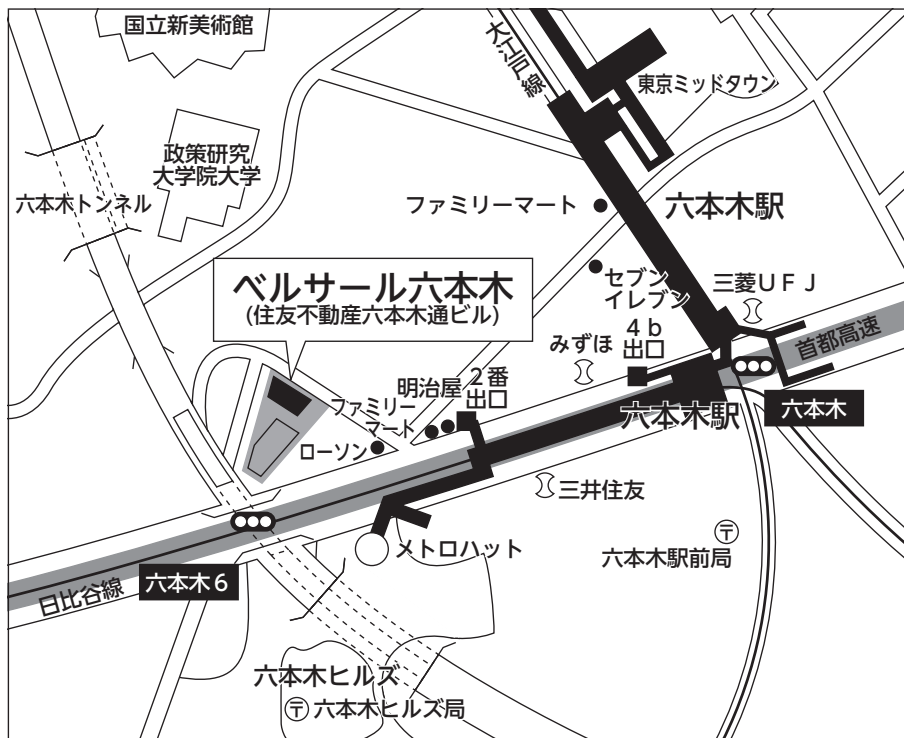 国立新美術館
大江戸線
東京ミッドタウン
政策研究
大学院大学
六本木トンネル
ファミリーマート
六本木駅
ベルサール六本木
(住友不動産六本木通ビル)
セブン
イレブン
三菱ＵＦＪ
みずほ
４ｂ
出口
首都高速
明治屋
２番
出口
ファミリー
マート
六本木駅
六本木
ローソン
三井住友
メトロハット
〒
六本木駅前局
六本木６
日比谷線
六本木ヒルズ
〒六本木ヒルズ局